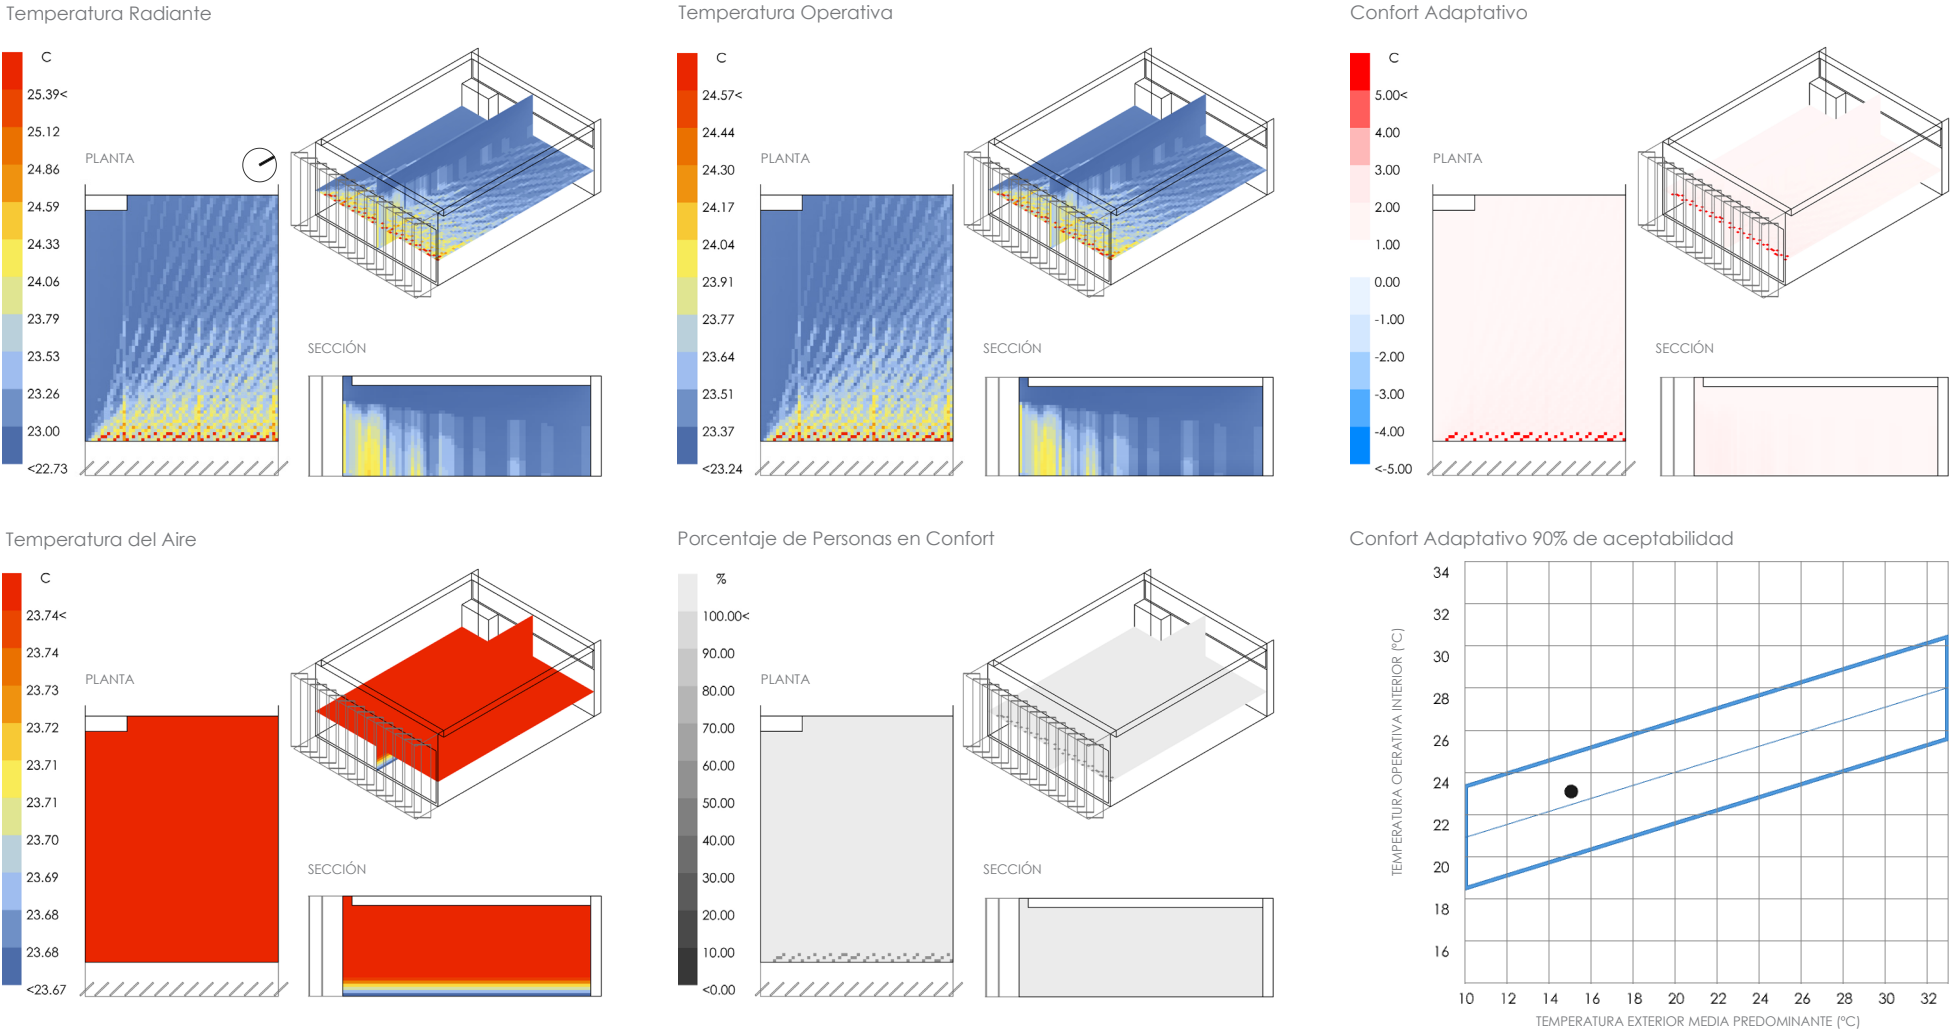 Temperatura Radiante
C
25.39<
25.12
24.86
24.59
24.33
24.06
23.79
23.53
23.26
23.00
<22.73
PLANTA
SECCIÓN
Temperatura Operativa
C
24.57<
24.44
24.30
24.17
24.04
23.91
23.77
23.64
23.51
23.37
<23.24
PLANTA
SECCIÓN
Confort Adaptativo
C
5.00<
4.00
3.00
2.00
1.00
0.00
-1.00
-2.00
-3.00
-4.00
<-5.00
PLANTA
SECCIÓN
Temperatura del Aire
C
23.74<
23.74
23.73
23.72
23.71
23.71
23.70
23.69
23.68
23.68
<23.67
PLANTA
SECCIÓN
Porcentaje de Personas en Confort
%
100.00<
90.00
80.00
70.00
60.00
50.00
40.00
30.00
20.00
10.00
<0.00
PLANTA
SECCIÓN
Confort Adaptativo 90% de aceptabilidad
TEMPERATURA OPERATIVA INTERIOR (ºC)
34
32
30
28
26
24
22
20
18
16
10 12 14 16 18 20 22 24 26 28 30 32
TEMPERATURA EXTERIOR MEDIA PREDOMINANTE (ºC)